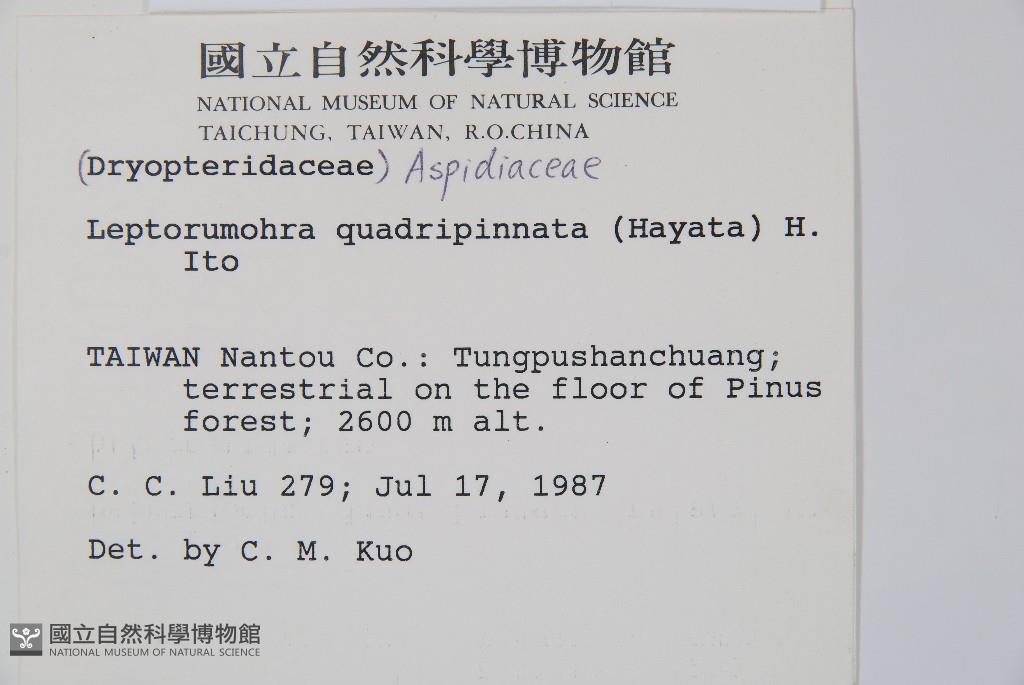 國立自然科學博物館
NATIONAL MUSEUM OF NATURAL SCIENCE
TAICHUNG, TAIWAN, R.O.CHINA
(Dryopteridaceae) Aspidiaceae
Leptorumohra quadripinnata (Hayata) H.
Ito
TAIWAN Nantou Co.: Tungpushanchuang;
terrestrial on the floor of Pinus
forest; 2600 m alt.
C. C. Liu 279; Jul 17, 1987
Det. by C. M. Kuo
國立自然科學博物館
NATIONAL MUSEUM OF NATURAL SCIENCE